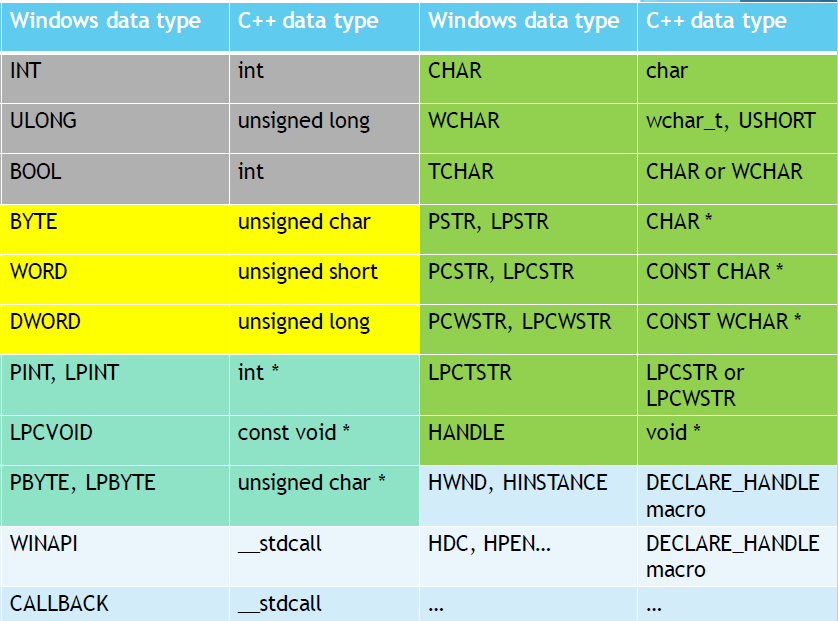 Windows data type C++ data type Windows data type C++ data type
INT int CHAR char
ULONG unsigned long WCHAR wchar_t, USHORT
BOOL int TCHAR CHAR or WCHAR
BYTE unsigned char PSTR, LPSTR CHAR *
WORD unsigned short PCSTR, LPCSTR CONST CHAR *
DWORD unsigned long PCWSTR, LPCWSTR CONST WCHAR *
PINT, LPINT int * LPCTSTR LPCSTR or
LPCWSTR
LPCVOID const void * HANDLE void *
PBYTE, LPBYTE unsigned char * HWND, HINSTANCE DECLARE_HANDLE
macro
WINAPI __stdcall HDC, HPEN… DECLARE_HANDLE
macro
CALLBACK __stdcall … …